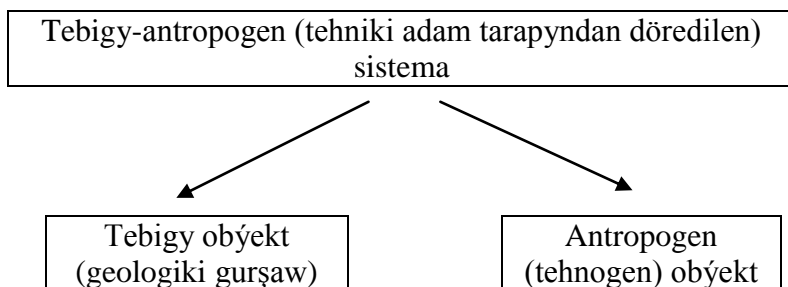 Tebigy-antropogen (tehniki adam tarapyndan döredilen)
sistema
Tebigy obýekt
(geologiki gurşaw)
Antropogen
(tehnogen) obýekt